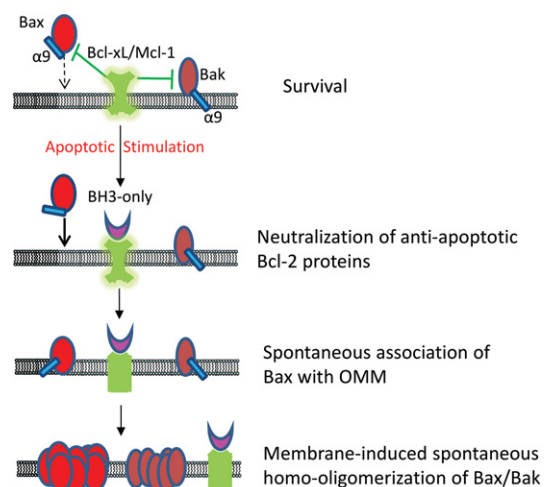 Bax
α9
Bcl-xL/Mcl-1
Bak
α9
Survival
Apoptotic Stimulation
BH3-only
Neutralization of anti-apoptotic
Bcl-2 proteins
Spontaneous association of
Bax with OMM
Membrane-induced spontaneous
homo-oligomerization of Bax/Bak